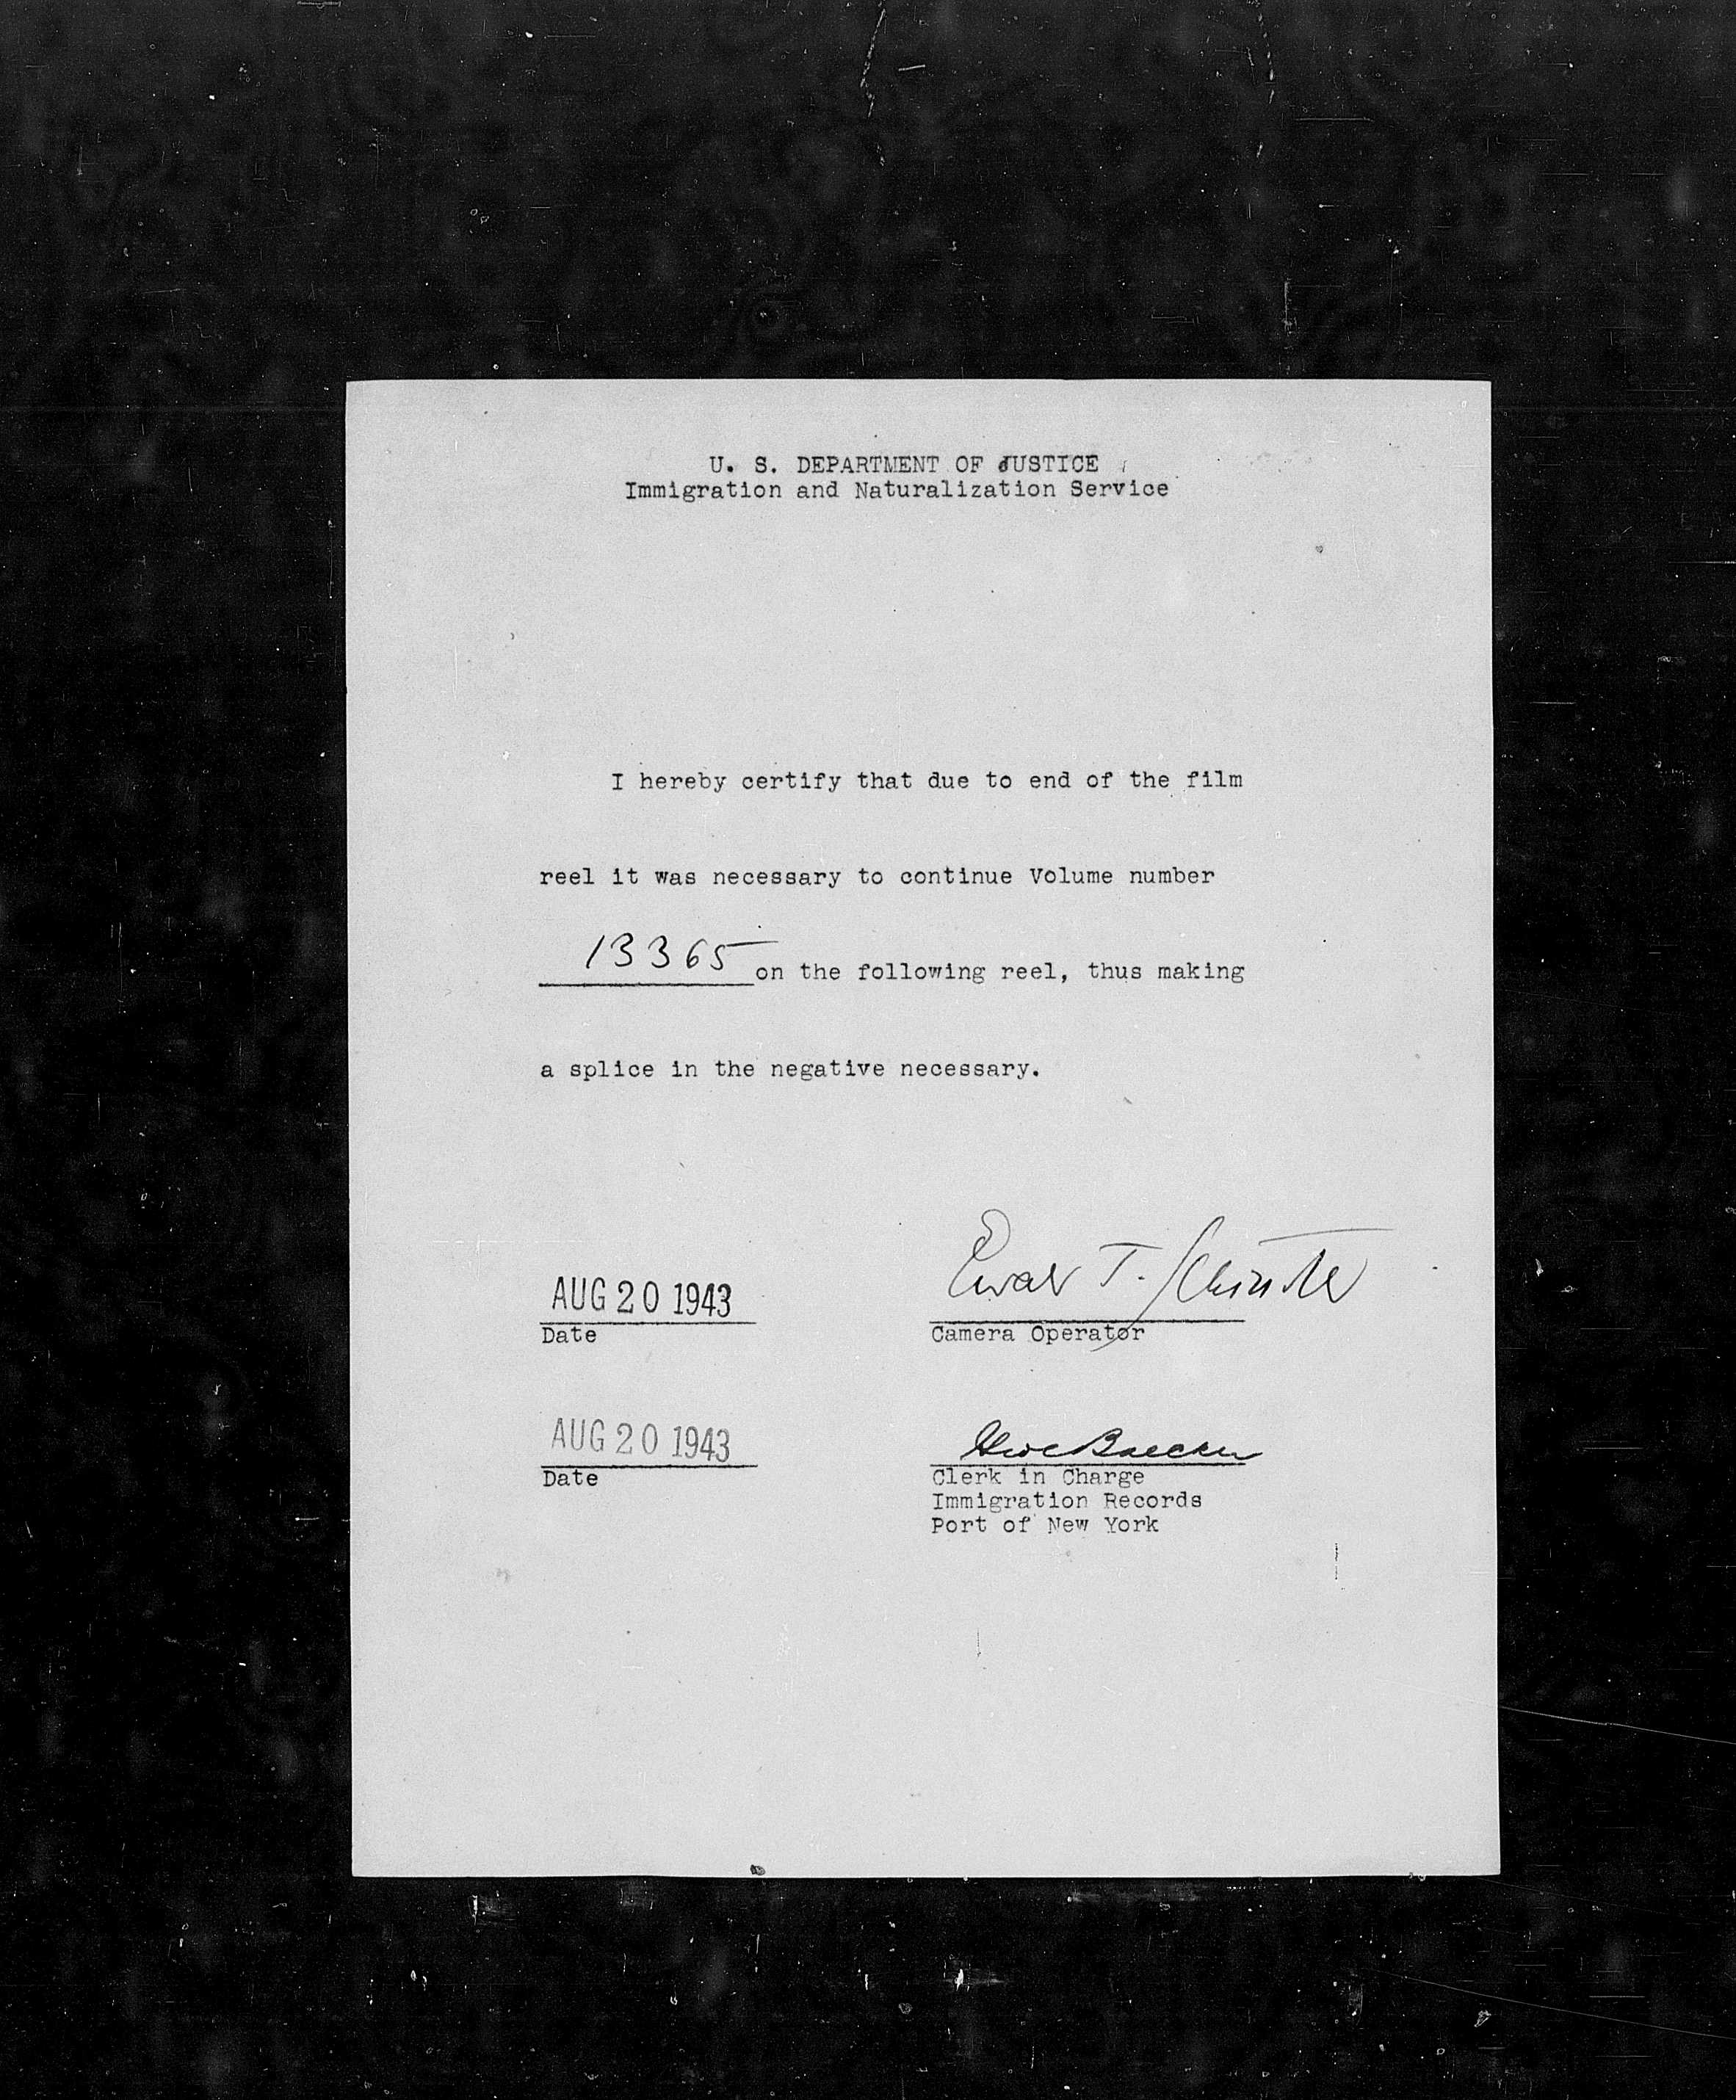 U. S. DEPARTMENT OF JUSTICE
Immigration and Naturalization Service
I hereby certify that due to end of the film
reel it was necessary to continue Volume number
13365 on the following reel, thus making
a splice in the negative necessary.
AUG 20 1943
Date
T.
Camera Operator
AUG 20 1943
Date
Clerk in Charge
Immigration Records
Port of New York